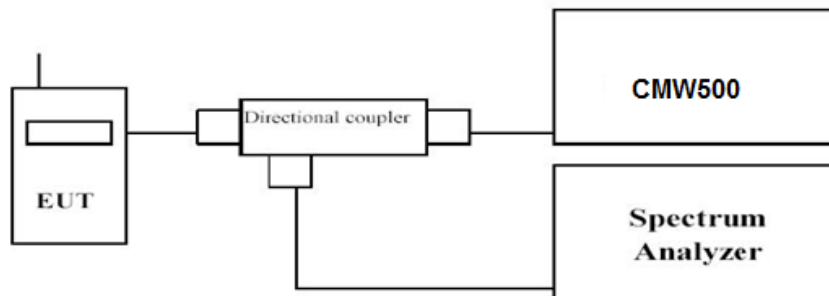 Directional coupler
CMW500
EUT
Spectrum
Analyzer